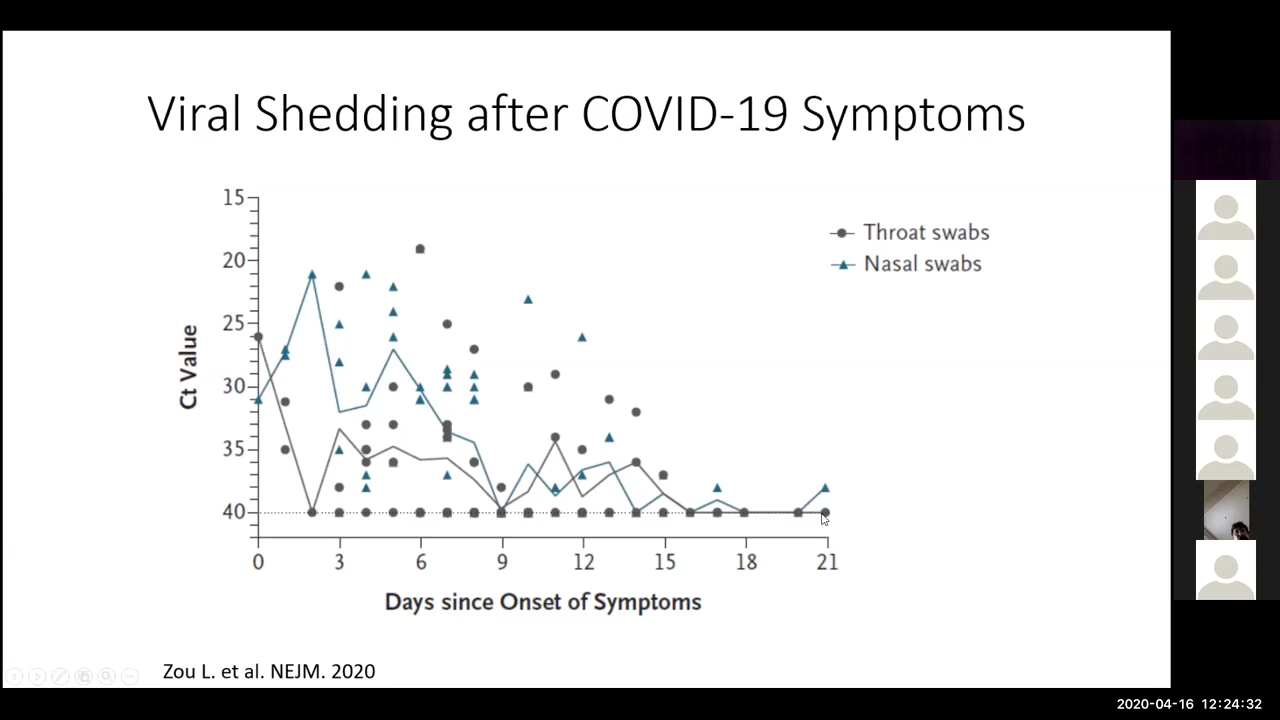 Viral Shedding after COVID-19 Symptoms
15
20
25
30
35
40
Ct Value
Throat swabs
Nasal swabs
0 3 6 9 12 15 18 21
Days since Onset of Symptoms
Zou L. et al. NEJM. 2020
2020-04-16 12:24:32